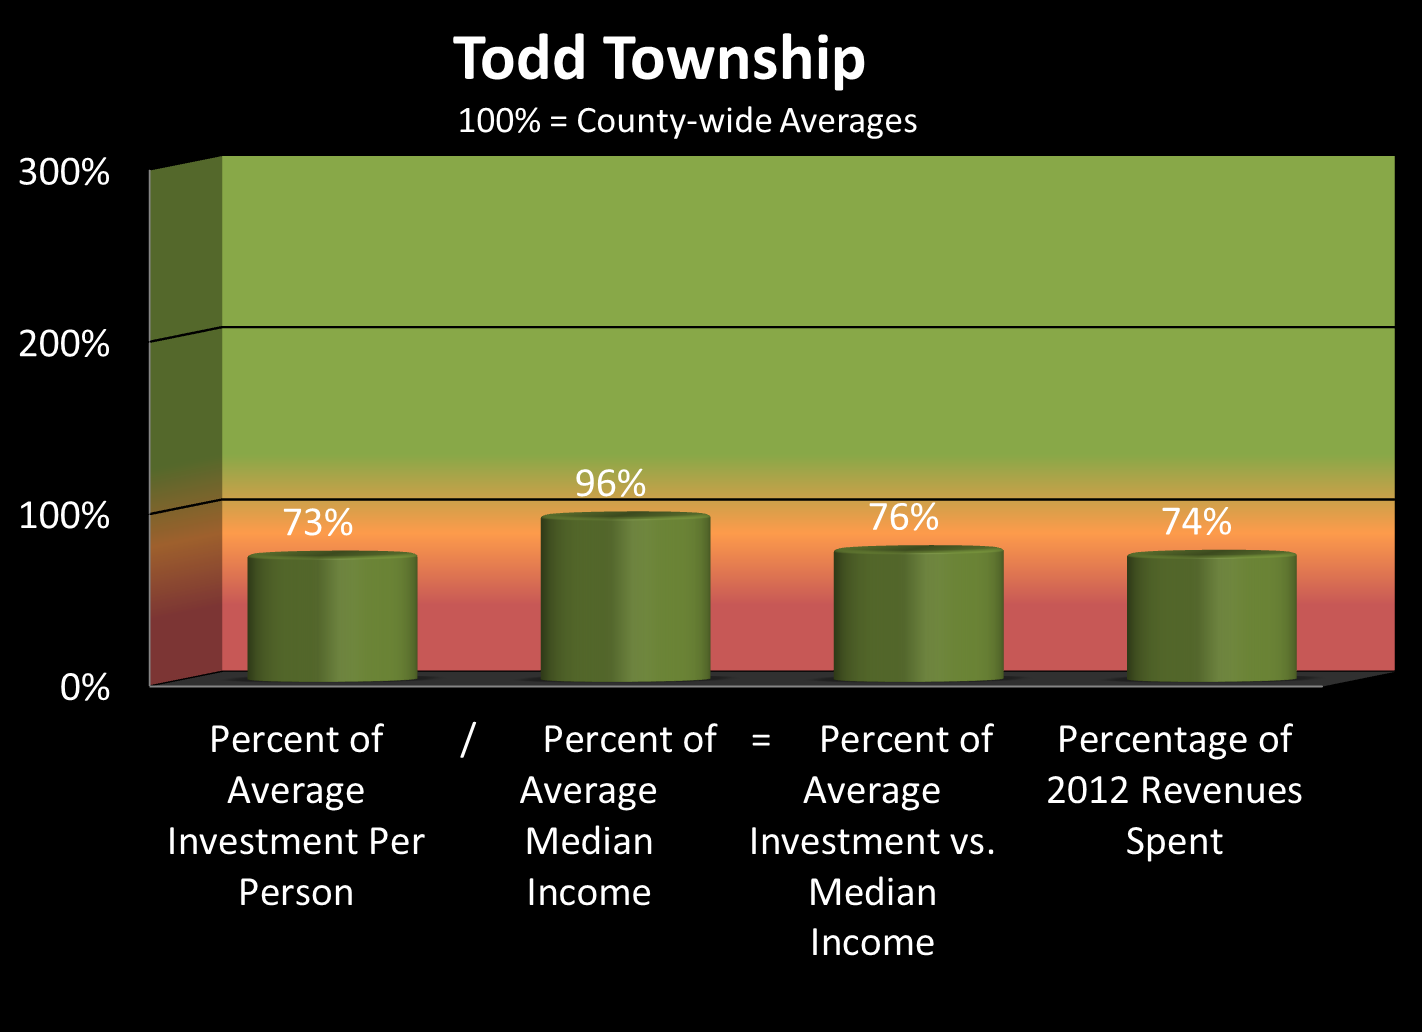 Todd Township
100% = County-wide Averages
300%
200%
100%
0%
73%
96%
76%
74%
Percent of
Average
Investment Per
Person
/
Percent of
Average
Median
Income
=
Percent of
Average
Investment vs.
Median
Income
Percentage of
2012 Revenues
Spent